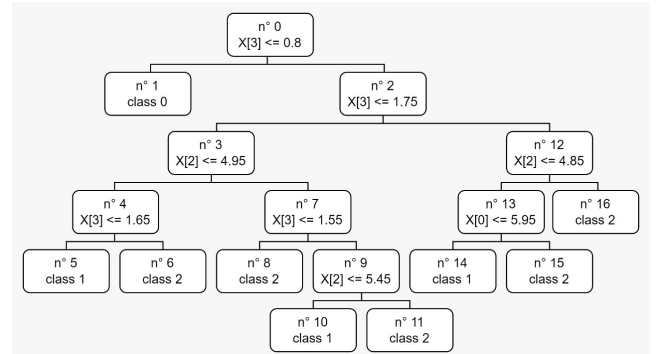 n° 0
X[3] <= 0.8
n° 1
class 0
n° 2
X[3] <= 1.75
n° 3
X[2] <= 4.95
n° 12
X[2] <= 4.85
n° 4
X[3] <= 1.65
n° 7
X[3] <= 1.55
n° 13
X[0] <= 5.95
n° 16
class 2
n° 5
class 1
n° 6
class 2
n° 8
class 2
n° 9
X[2] <= 5.45
n° 14
class 1
n° 15
class 2
n° 10
class 1
n° 11
class 2